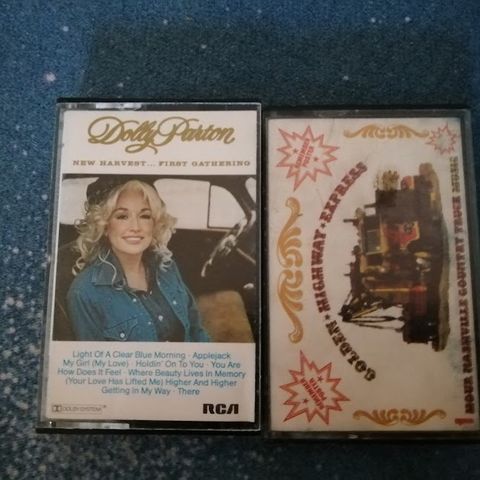 Dolly Parton
NEW HARVEST... FIRST GATHERING
Light Of A Clear Blue Morning · Applejack
My Girl (My Love) · Holdin' On To You · You Are
How Does It Feel · Where Beauty Lives In Memory
(Your Love Has Lifted Me) Higher And Higher
Getting In My Way · There
DOLBY SYSTEM
RCA
GOLDEN · HIGHWAY · EXPRESS
1 HOUR NASHVILLE COUNTRY TRUCK MUSIC